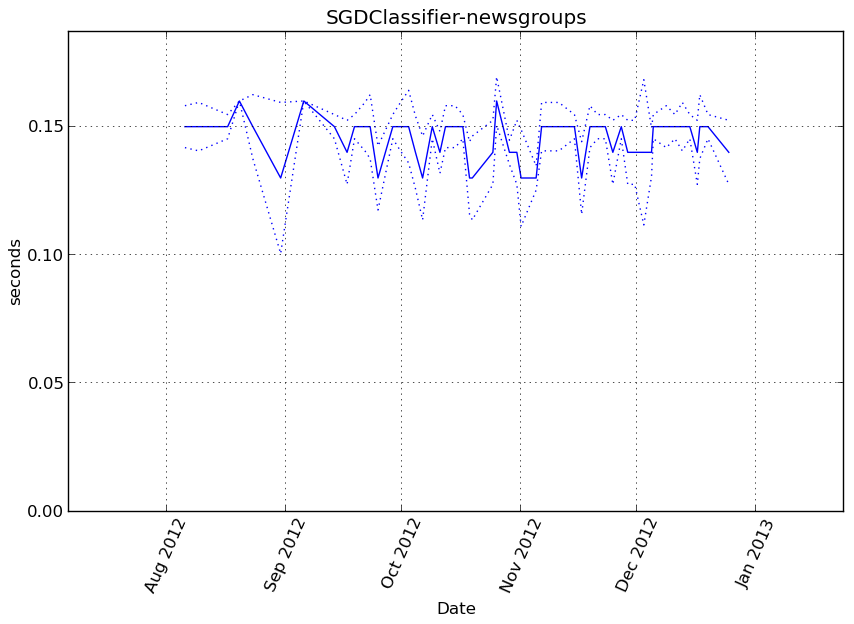 SGDClassifier-newsgroups
0.15
0.10
0.05
0.00
seconds
Aug 2012
Sep 2012
Oct 2012
Nov 2012
Dec 2012
Jan 2013
Date